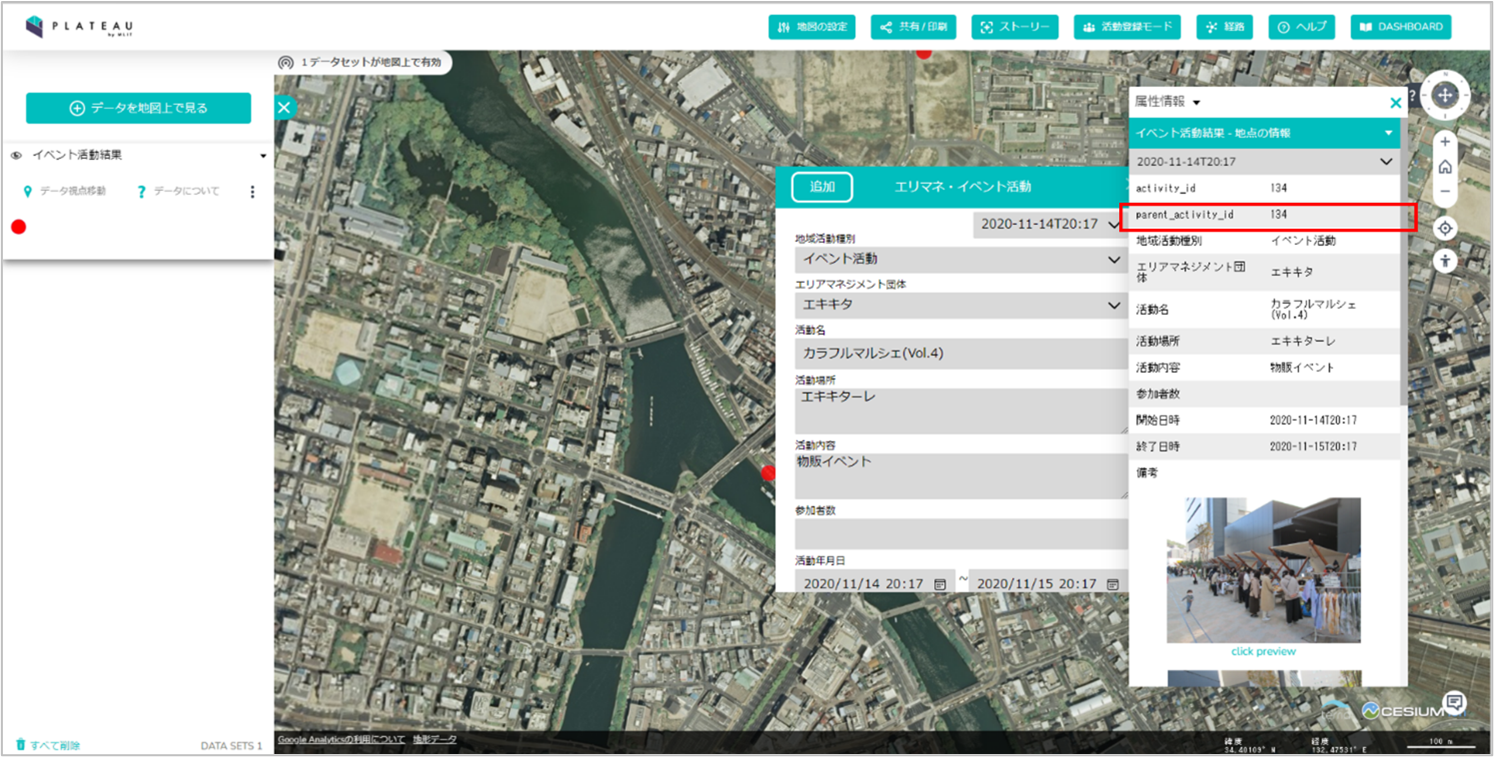 PLATEAU
by MLIT
地図の設定
共有/印刷
ストーリー
活動登録モード
経路
ヘルプ
DASHBOARD
1データセットが地図上で有効
データを地図上で見る
イベント活動結果
データ視点移動
データについて
すべて削除
DATA SETS 1
追加
エリマネ・イベント活動
2020-11-14T20:17
地域活動種別
イベント活動
エリアマネジメント団体
エキキタ
活動名
カラフルマルシェ(Vol.4)
活動場所
エキキターレ
活動内容
物販イベント
参加者数
活動年月日
2020/11/14 20:17 ~ 2020/11/15 20:17
属性情報
イベント活動結果 - 地点の情報
2020-11-14T20:17
activity_id 134
parent_activity_id 134
地域活動種別 イベント活動
エリアマネジメント団
体 エキキタ
活動名 カラフルマルシェ
(Vol.4)
活動場所 エキキターレ
活動内容 物販イベント
参加者数
開始日時 2020-11-14T20:17
終了日時 2020-11-15T20:17
備考
click preview
?
CESIUM
Google Analyticsの利用について 地形データ
緯度
34.40109° N
経度
132.47531° E
100 m